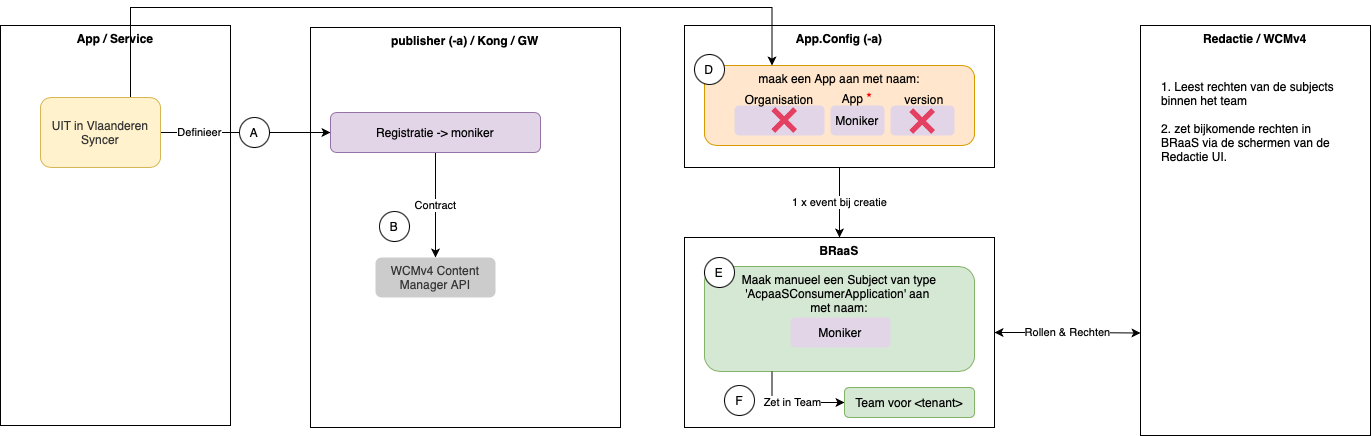 App / Service
UIT in Vlaanderen
Syncer
Definieer
A
publisher (-a) / Kong / GW
Registratie -> moniker
Contract
B
WCMv4 Content
Manager API
App.Config (-a)
D
maak een App aan met naam:
Organisation
App *
version
Moniker
1 x event bij creatie
BRaaS
E
Maak manueel een Subject van type
'AcpaaSConsumerApplication' aan
met naam:
Moniker
F
Zet in Team
Team voor <tenant>
Rollen & Rechten
Redactie / WCMv4
1. Leest rechten van de subjects
binnen het team
2. zet bijkomende rechten in
BRaaS via de schermen van de
Redactie UI.